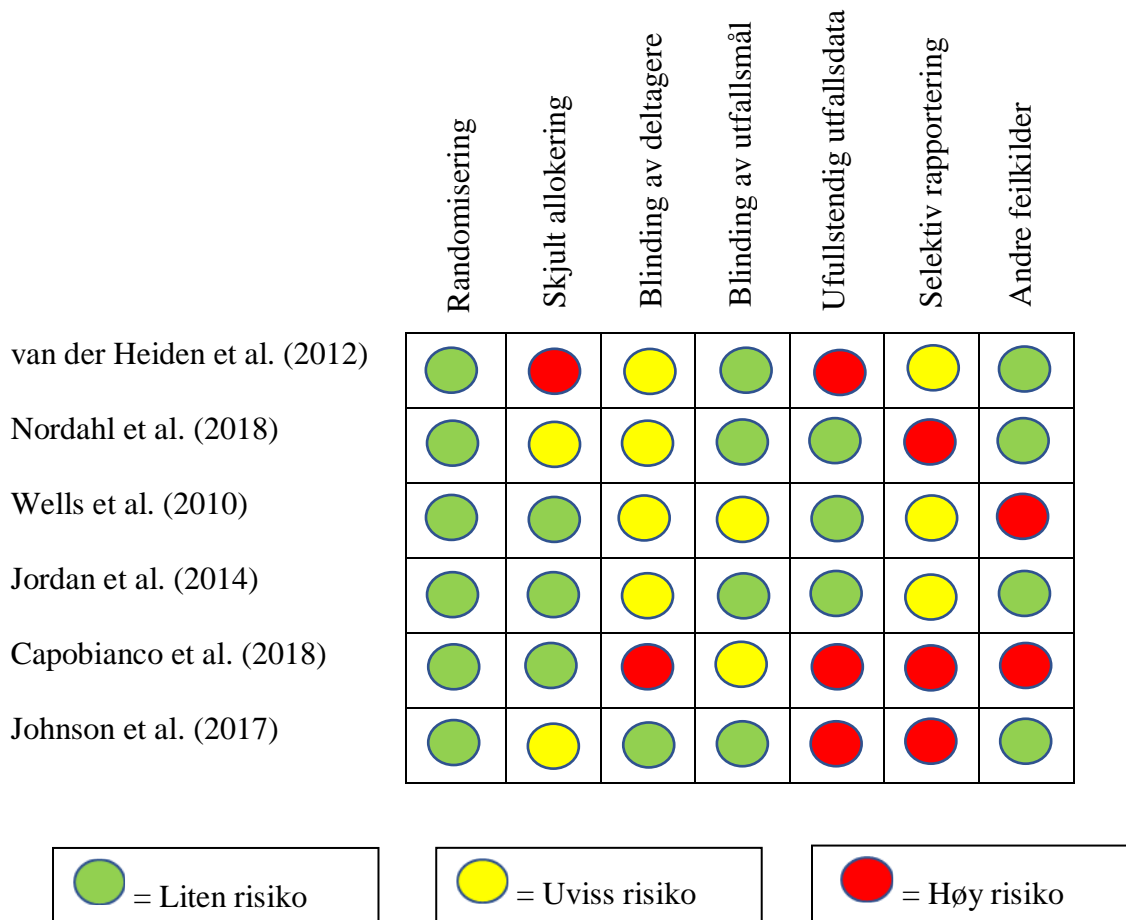 Randomisering
Skjult allokering
Blinding av deltagere
Blinding av utfallsmål
Ufullstendig utfallsdata
Selektiv rapportering
Andre feilkilder
van der Heiden et al. (2012)
Nordahl et al. (2018)
Wells et al. (2010)
Jordan et al. (2014)
Capobianco et al. (2018)
Johnson et al. (2017)
= Liten risiko
= Uviss risiko
= Høy risiko